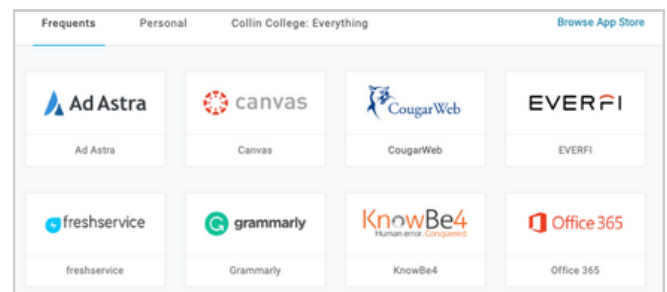 Frequents Personal Collin College: Everything Browse App Store
Ad Astra canvas CougarWeb EVERFI
Ad Astra Canvas CougarWeb EVERFI
freshservice grammarly KnowBe4 Office 365
Human error. Conquered.
freshservice Grammarly KnowBe4 Office 365